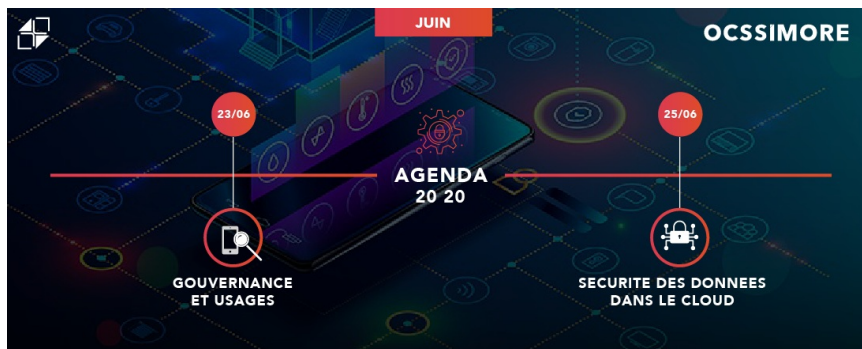 JUIN
OCSSIMORE
23/06
25/06
AGENDA
20 20
GOUVERNANCE
ET USAGES
SECURITE DES DONNEES
DANS LE CLOUD